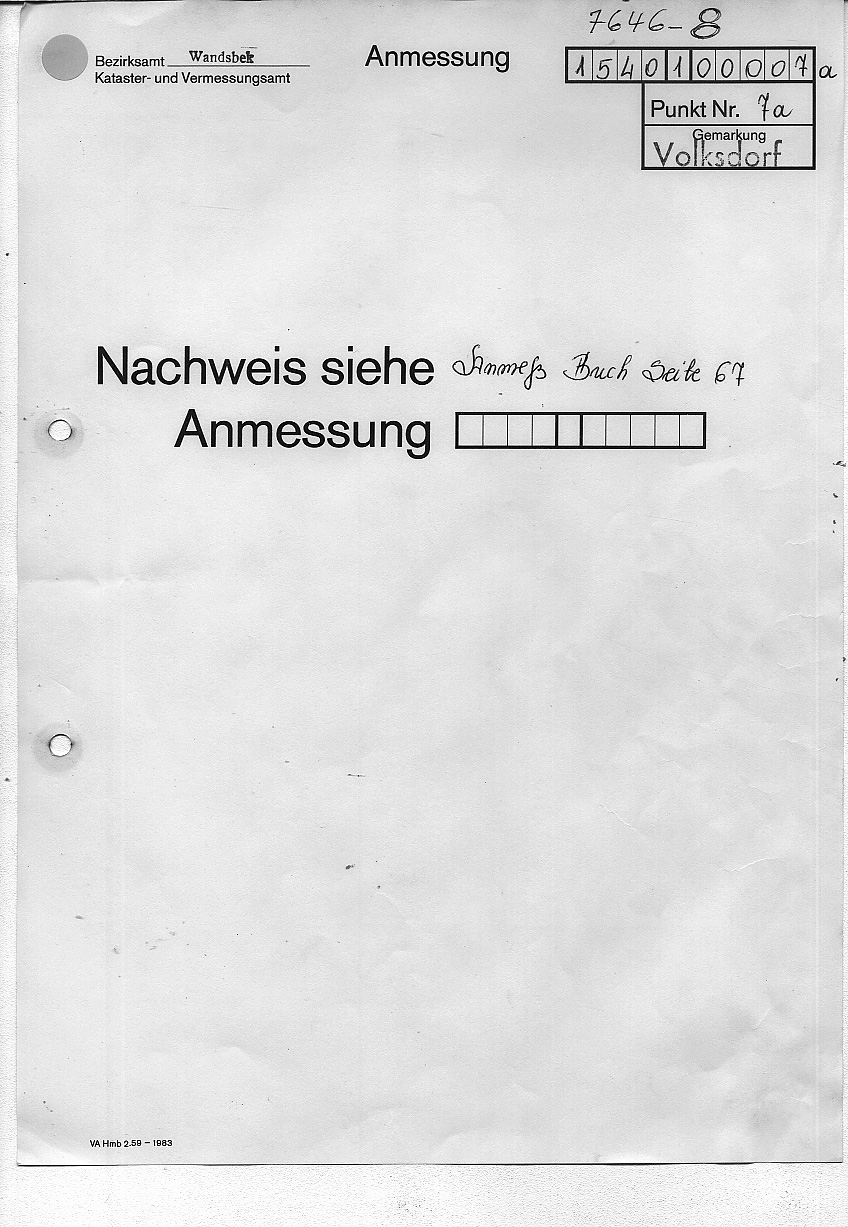 7646-8
Bezirksamt Wandsbek
Kataster- und Vermessungsamt
Anmessung
1540100007a
Punkt Nr. 7a
Gemarkung
Volksdorf
Nachweis siehe Anmeß Buch Seite 67
Anmessung
VA Hmb 2.59 – 1983